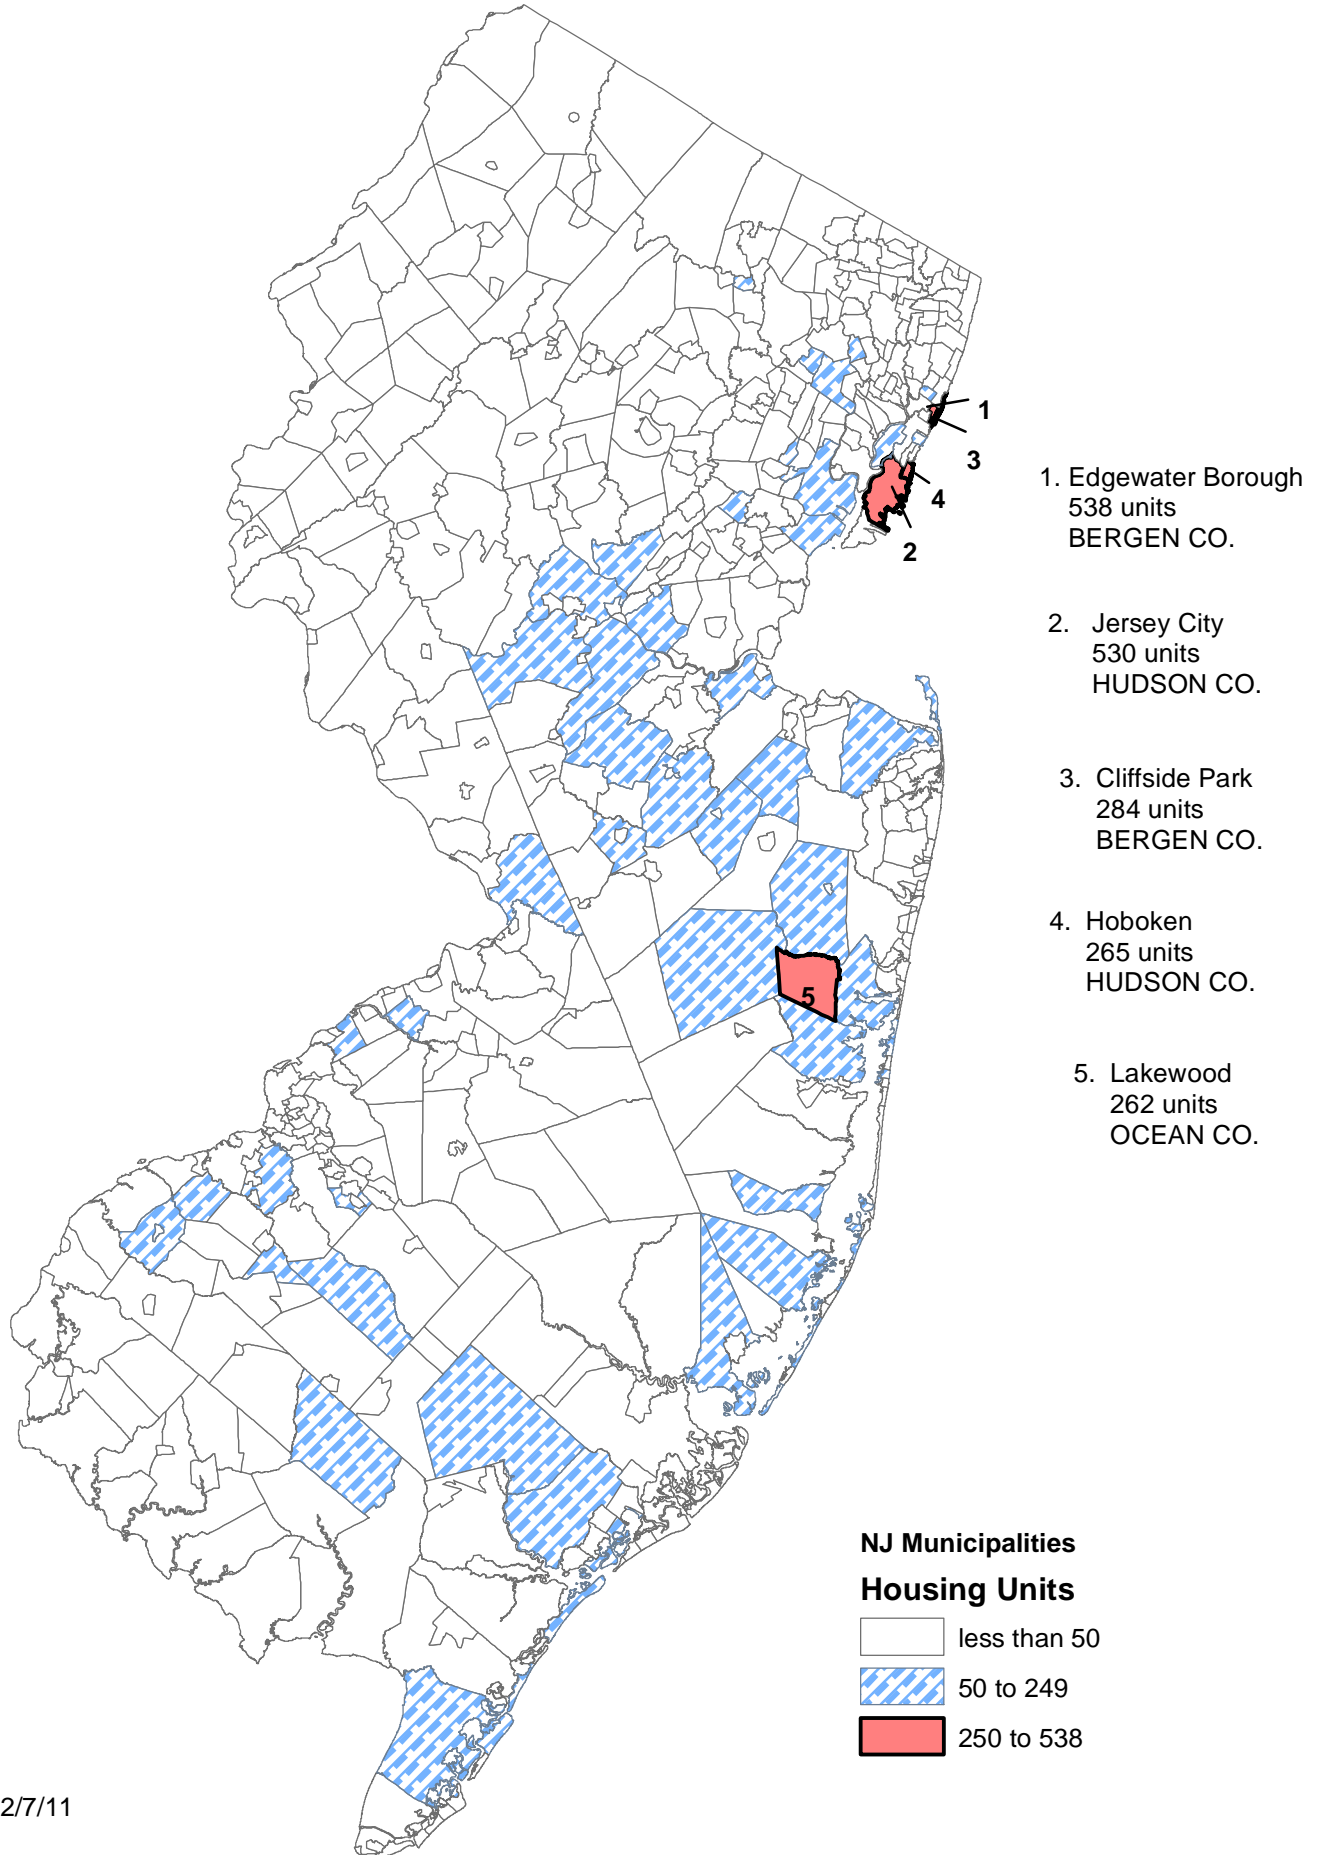 1
3
4
2
5
1. Edgewater Borough
538 units
BERGEN CO.
2. Jersey City
530 units
HUDSON CO.
3. Cliffside Park
284 units
BERGEN CO.
4. Hoboken
265 units
HUDSON CO.
5. Lakewood
262 units
OCEAN CO.
NJ Municipalities
Housing Units
less than 50
50 to 249
250 to 538
2/7/11